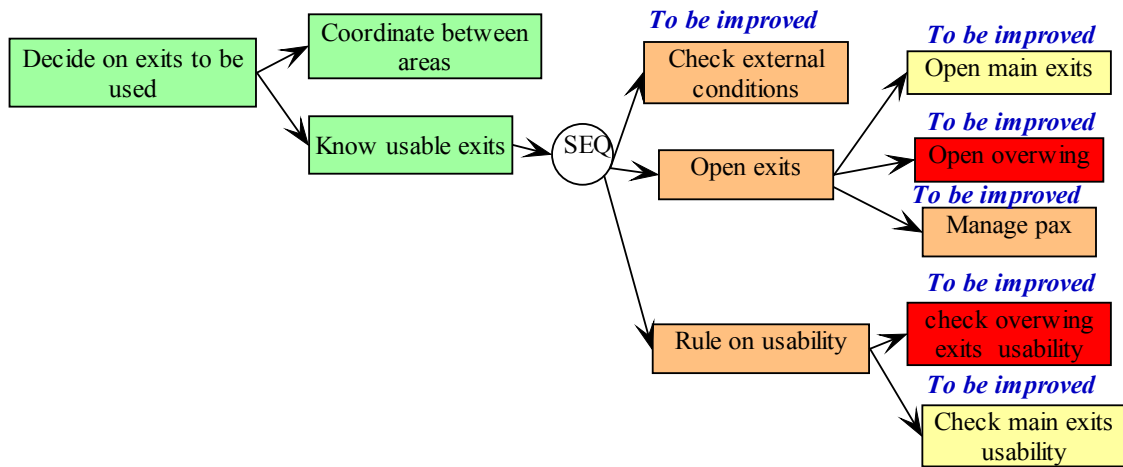 Decide on exits to be
used
Coordinate between
areas
Know usable exits
SEQ
To be improved
Check external
conditions
Open exits
Rule on usability
To be improved
Open main exits
To be improved
Open overwing
To be improved
Manage pax
To be improved
check overwing
exits usability
To be improved
Check main exits
usability